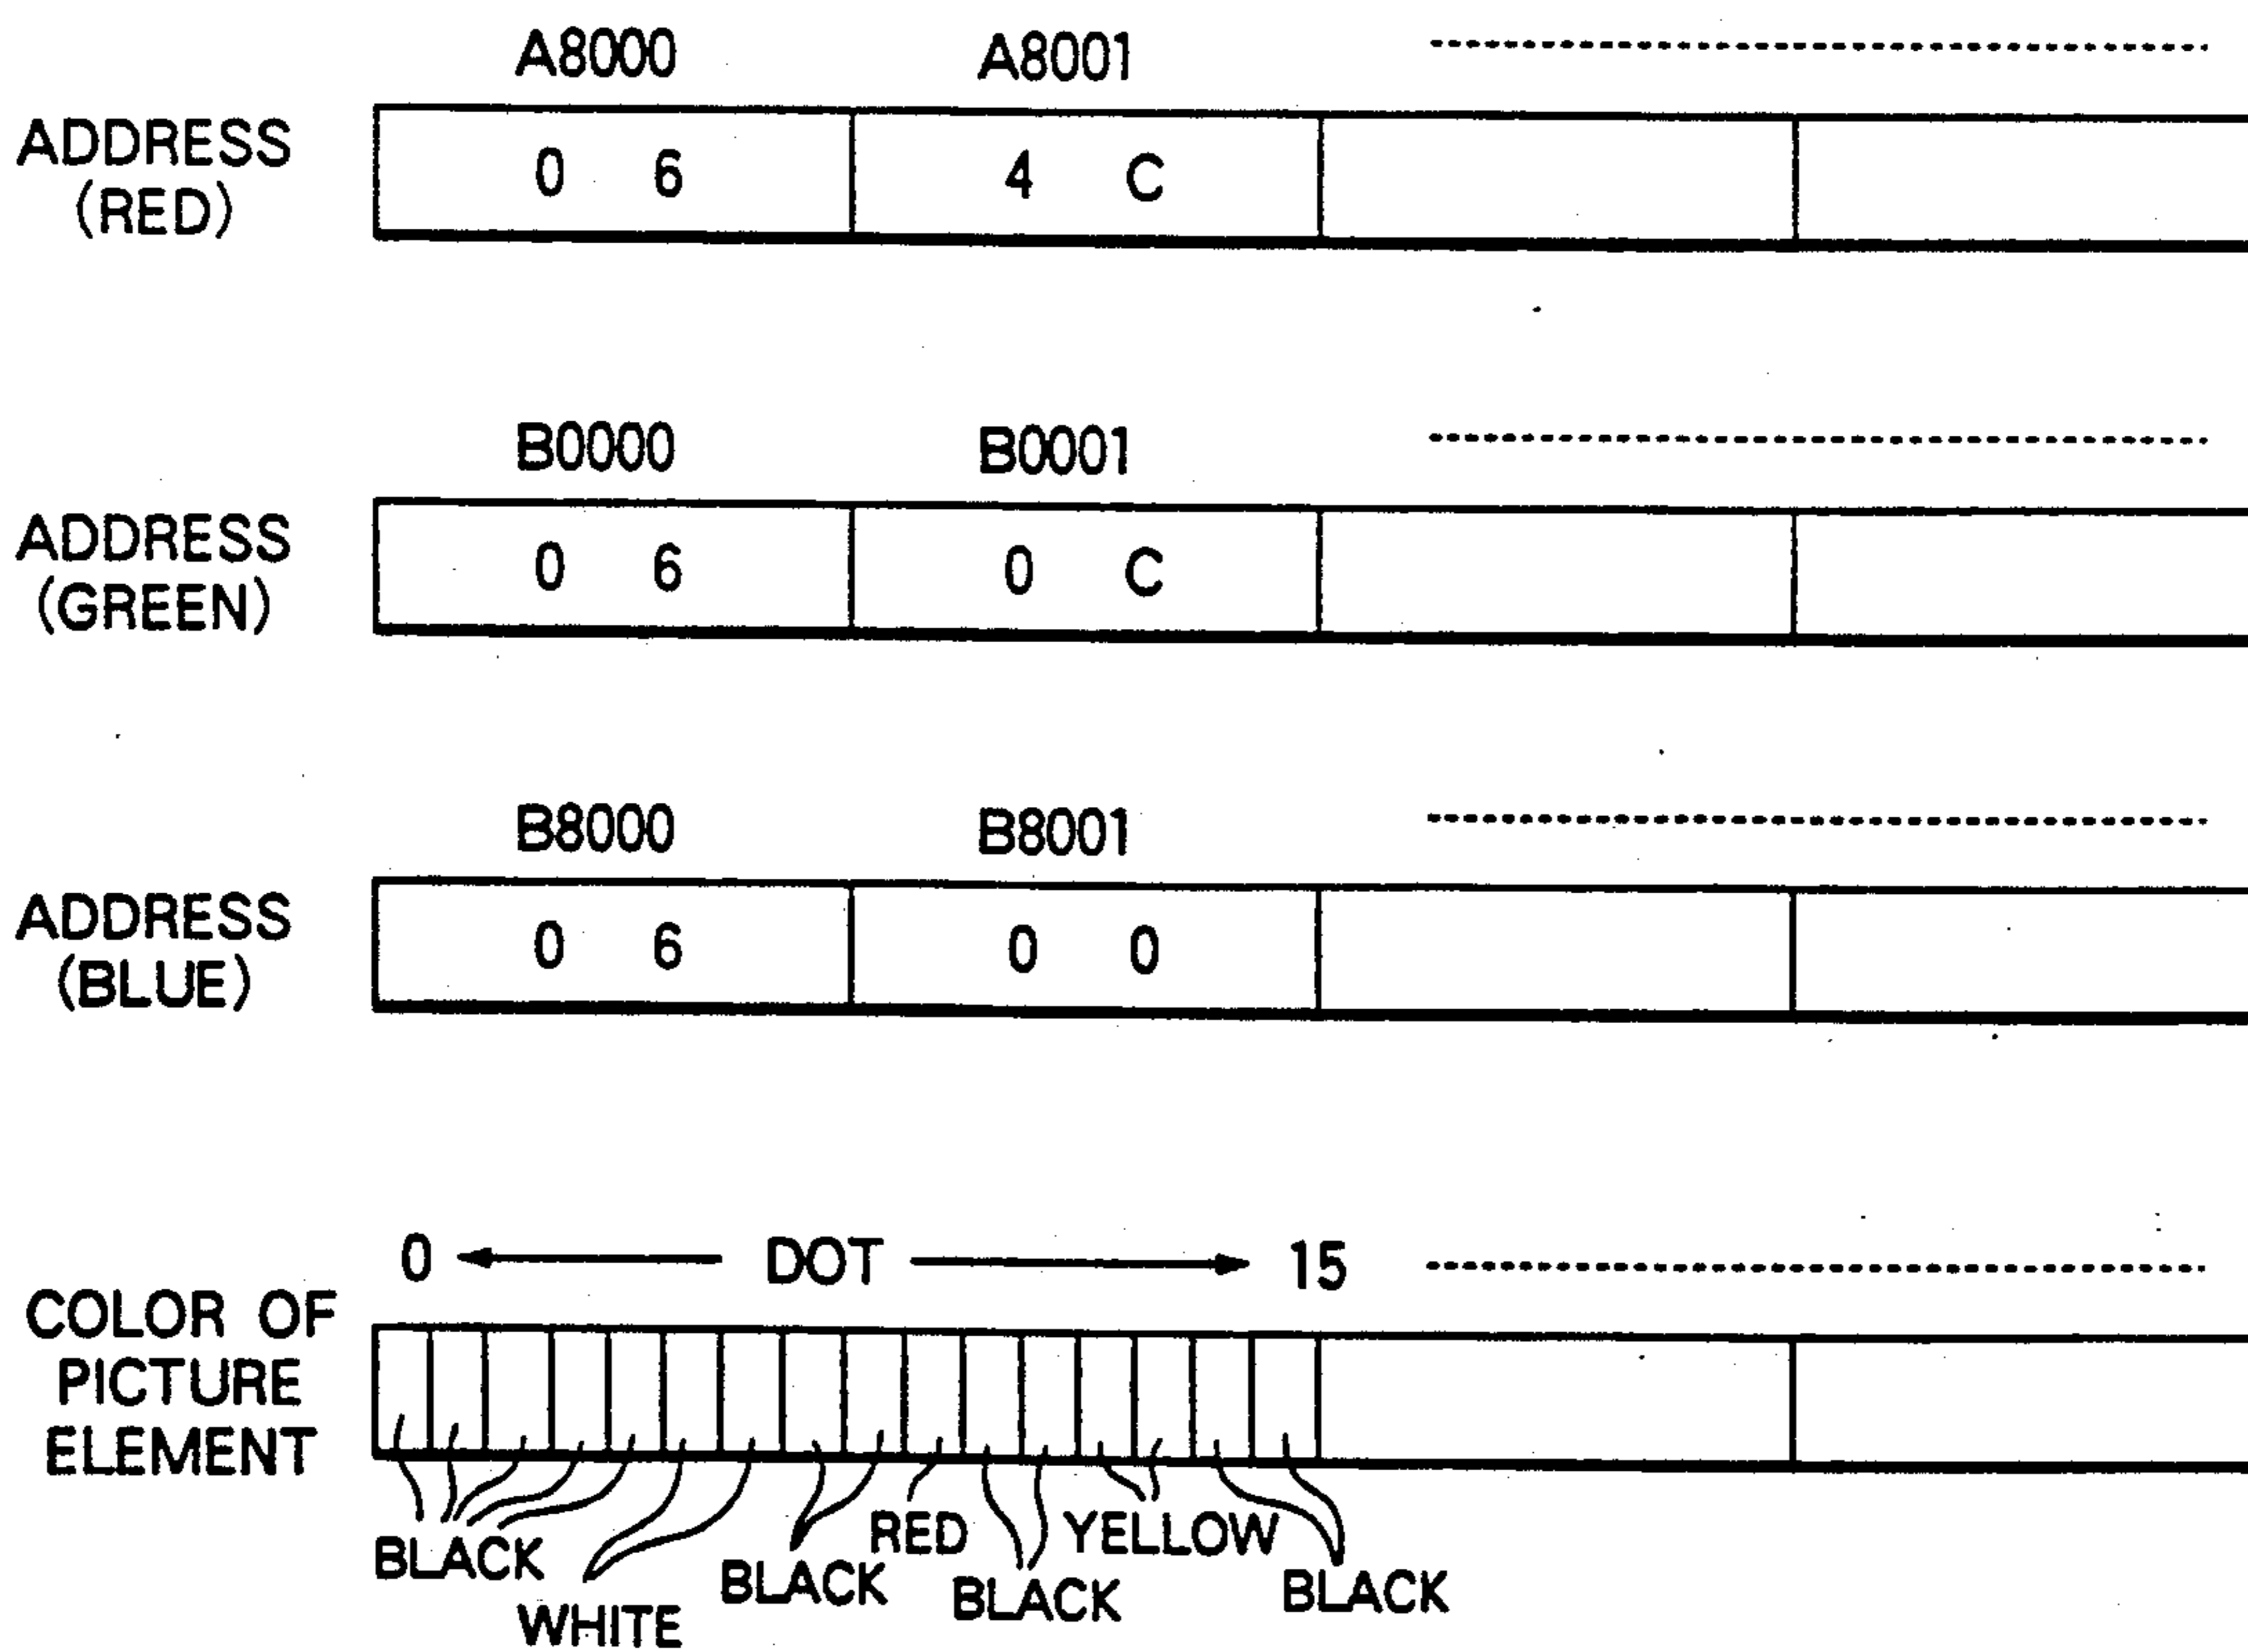 A8000 A8001
ADDRESS
(RED)
0 6 4 C
B0000 B0001
ADDRESS
(GREEN)
0 6 0 C
B8000 B8001
ADDRESS
(BLUE)
0 6 0 0
0 DOT 15
COLOR OF
PICTURE
ELEMENT
BLACK
WHITE
BLACK
RED
BLACK
YELLOW
BLACK